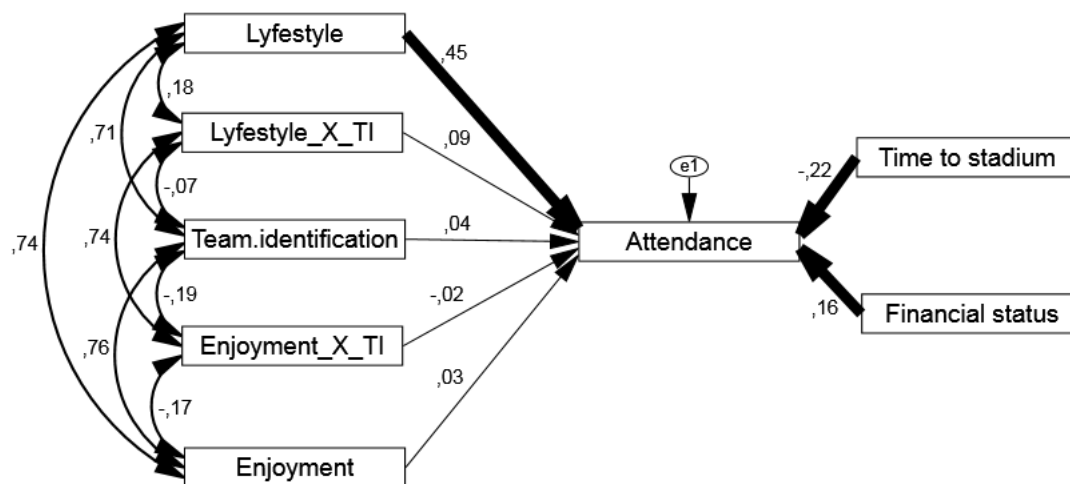 Lyfestyle
,45
,18
Lyfestyle_X_TI
,71
,09
Time to stadium
e1
-,22
-,07
,74
,74
Team.identification
,04
Attendance
-,19
-,02
,16
Financial status
,76
Enjoyment_X_TI
,03
-,17
Enjoyment